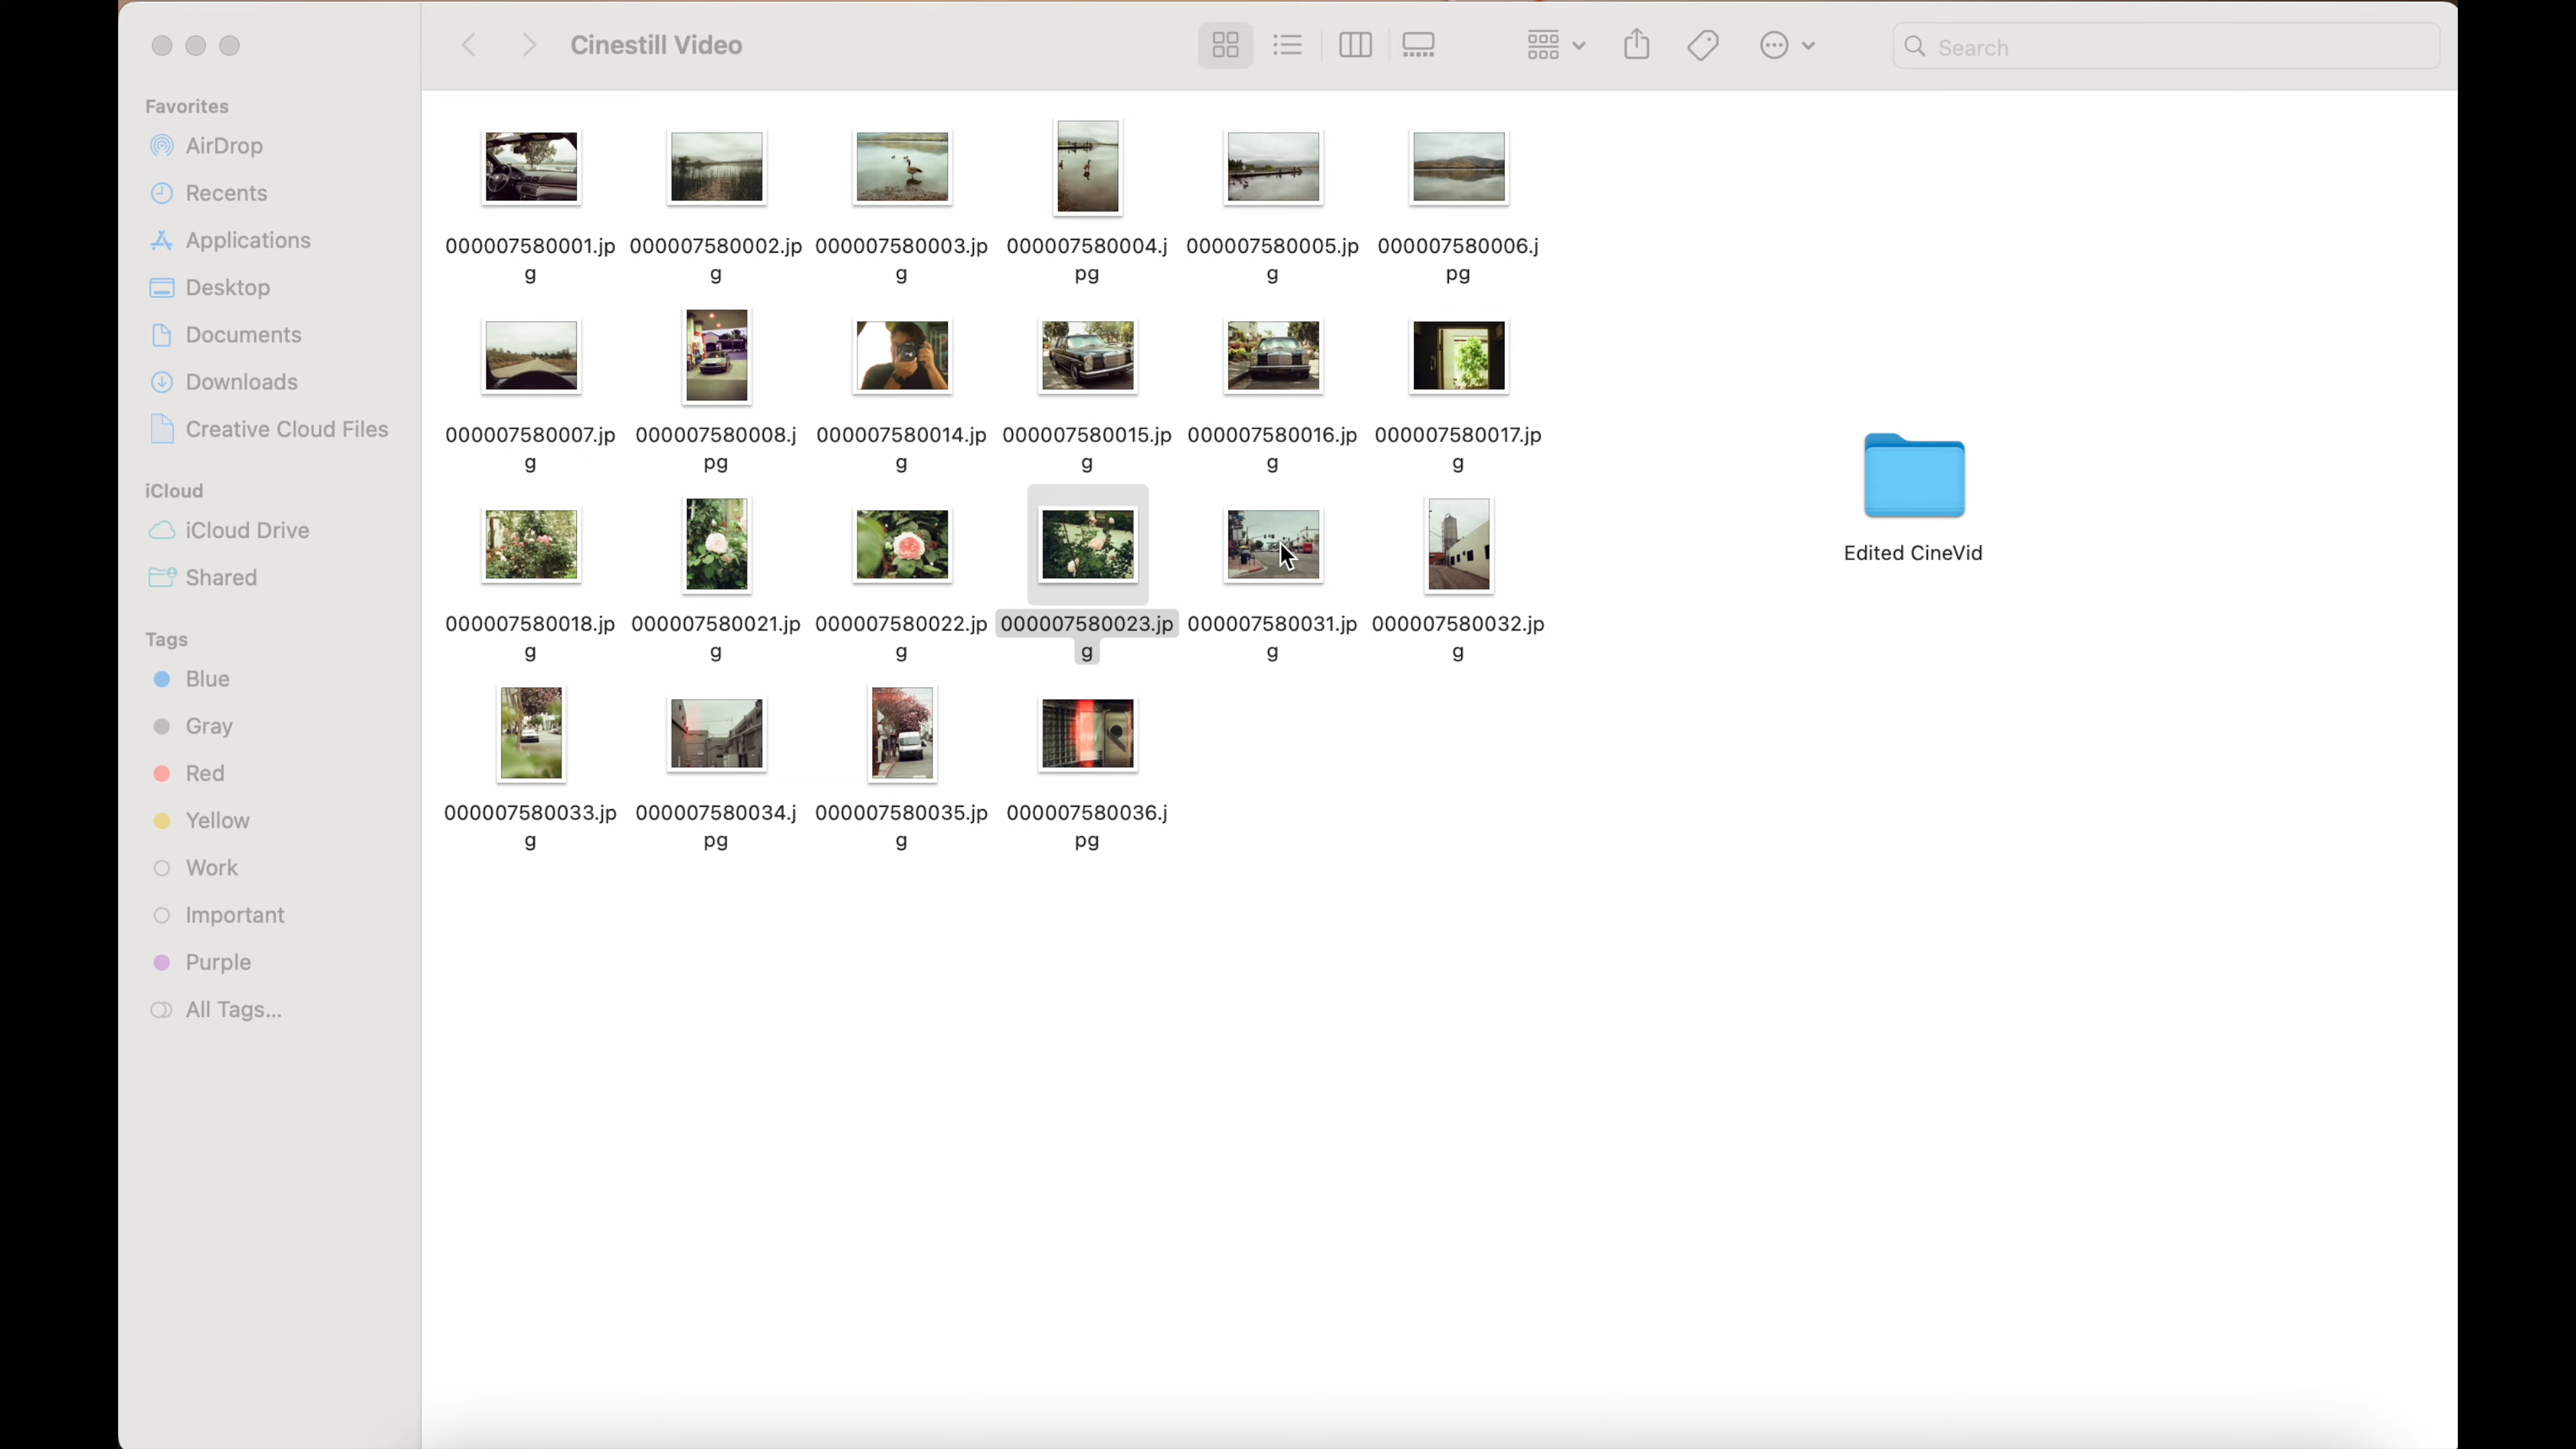 Cinestill Video
Search
Favorites
AirDrop
Recents
Applications
Desktop
Documents
Downloads
Creative Cloud Files
iCloud
iCloud Drive
Shared
Tags
Blue
Gray
Red
Yellow
Work
Important
Purple
All Tags...
000007580001.jp
g
000007580002.jp
g
000007580003.jp
g
000007580004.j
pg
000007580005.jp
g
000007580006.j
pg
000007580007.jp
g
000007580008.j
pg
000007580014.jp
g
000007580015.jp
g
000007580016.jp
g
000007580017.jp
g
000007580018.jp
g
000007580021.jp
g
000007580022.jp
g
000007580023.jp
g
000007580031.jp
g
000007580032.jp
g
000007580033.jp
g
000007580034.j
pg
000007580035.jp
g
000007580036.j
pg
Edited CineVid